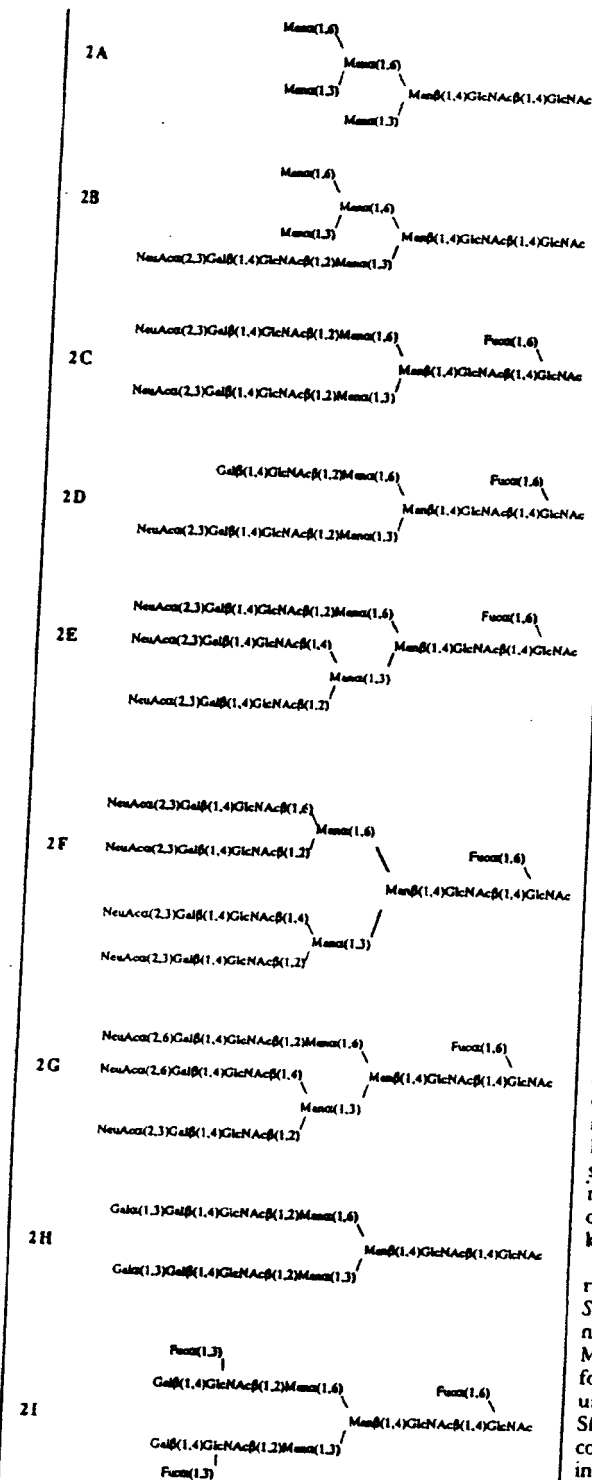 Manα(1,6)
2A
Manα(1,6)
Manα(1,3)
Manβ(1,4)GlcNAcβ(1,4)GlcNAc
Manα(1,3)
Manα(1,6)
2B
Manα(1,6)
Manα(1,3)
Manβ(1,4)GlcNAcβ(1,4)GlcNAc
NeuAcα(2,3)Galβ(1,4)GlcNAcβ(1,2)Manα(1,3)
NeuAcα(2,3)Galβ(1,4)GlcNAcβ(1,2)Manα(1,6)
Fucα(1,6)
2C
Manβ(1,4)GlcNAcβ(1,4)GlcNAc
NeuAcα(2,3)Galβ(1,4)GlcNAcβ(1,2)Manα(1,3)
Galβ(1,4)GlcNAcβ(1,2)Manα(1,6)
Fucα(1,6)
2D
Manβ(1,4)GlcNAcβ(1,4)GlcNAc
NeuAcα(2,3)Galβ(1,4)GlcNAcβ(1,2)Manα(1,3)
NeuAcα(2,3)Galβ(1,4)GlcNAcβ(1,2)Manα(1,6)
Fucα(1,6)
2E
NeuAcα(2,3)Galβ(1,4)GlcNAcβ(1,4)
Manβ(1,4)GlcNAcβ(1,4)GlcNAc
Manα(1,3)
NeuAcα(2,3)Galβ(1,4)GlcNAcβ(1,2)
NeuAcα(2,3)Galβ(1,4)GlcNAcβ(1,6)
Manα(1,6)
Fucα(1,6)
2F
NeuAcα(2,3)Galβ(1,4)GlcNAcβ(1,2)
Manβ(1,4)GlcNAcβ(1,4)GlcNAc
NeuAcα(2,3)Galβ(1,4)GlcNAcβ(1,4)
Manα(1,3)
NeuAcα(2,3)Galβ(1,4)GlcNAcβ(1,2)
NeuAcα(2,6)Galβ(1,4)GlcNAcβ(1,2)Manα(1,6)
Fucα(1,6)
2G
NeuAcα(2,6)Galβ(1,4)GlcNAcβ(1,4)
Manβ(1,4)GlcNAcβ(1,4)GlcNAc
Manα(1,3)
NeuAcα(2,3)Galβ(1,4)GlcNAcβ(1,2)
Galα(1,3)Galβ(1,4)GlcNAcβ(1,2)Manα(1,6)
2H
Manβ(1,4)GlcNAcβ(1,4)GlcNAc
Galα(1,3)Galβ(1,4)GlcNAcβ(1,2)Manα(1,3)
Fucα(1,3)
Galβ(1,4)GlcNAcβ(1,2)Manα(1,6)
Fucα(1,6)
2I
Manβ(1,4)GlcNAcβ(1,4)GlcNAc
Galβ(1,4)GlcNAcβ(1,2)Manα(1,3)
Fucα(1,3)